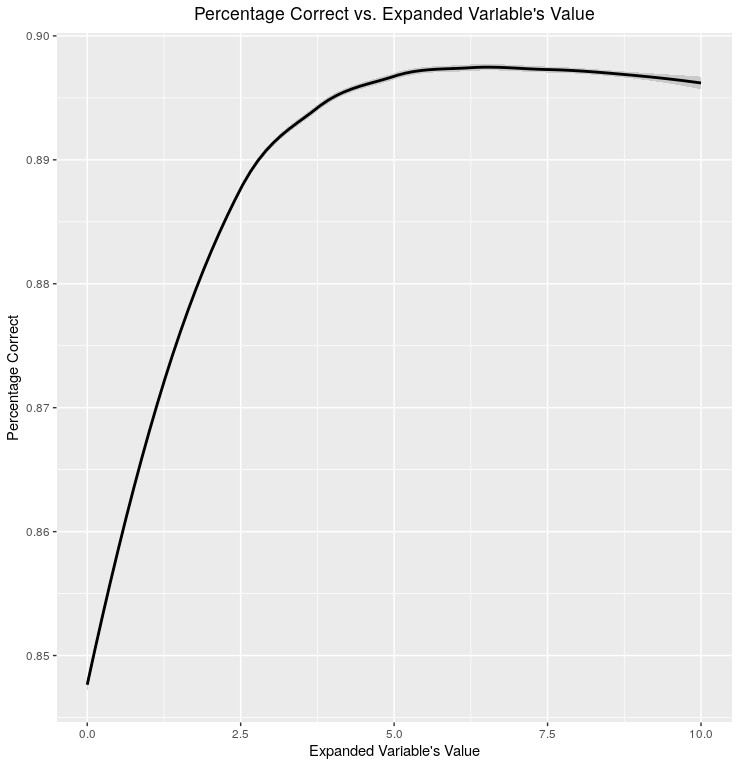 Percentage Correct vs. Expanded Variable's Value
0.90
0.89
0.88
0.87
0.86
0.85
Percentage Correct
0.0 2.5 5.0 7.5 10.0
Expanded Variable's Value